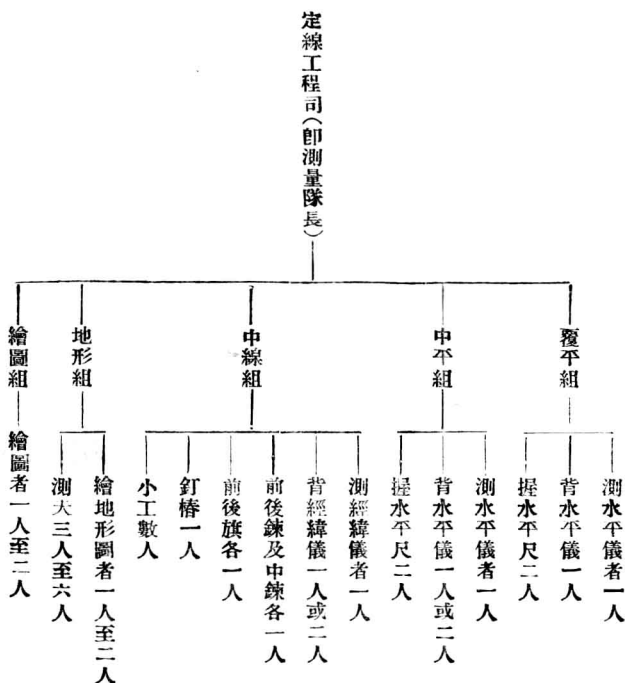 定線工程司(卽測量隊長)
覆平組
測水平儀者一人
背水平儀一人
握水平尺二人
中平組
測水平儀者一人
背水平儀一人或二人
握水平尺二人
中線組
測經緯儀者一人
背經緯儀一人或二人
前後鍊及中鍊各一人
前後旗各一人
釘樁一人
小工數人
地形組
繪地形圖者一人至二人
測夫三人至六人
繪圖組
繪圖者一人至二人